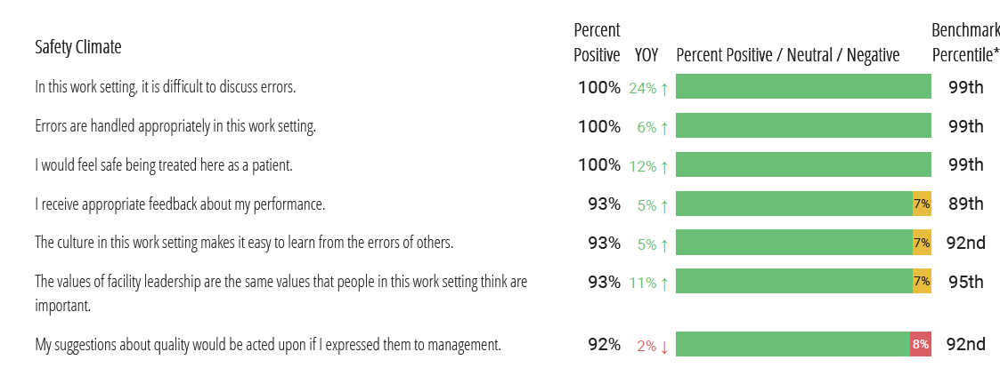 Percent Benchmark
Safety Climate Positive YOY Percent Positive / Neutral / Negative Percentile*
In this work setting, it is difficult to discuss errors. 100% 24% ↑ 99th
Errors are handled appropriately in this work setting. 100% 6% ↑ 99th
I would feel safe being treated here as a patient. 100% 12% ↑ 99th
I receive appropriate feedback about my performance. 93% 5% ↑ 7% 89th
The culture in this work setting makes it easy to learn from the errors of others. 93% 5% ↑ 7% 92nd
The values of facility leadership are the same values that people in this work setting think are 93% 11% ↑ 7% 95th
important.
My suggestions about quality would be acted upon if I expressed them to management. 92% 2% ↓ 8% 92nd